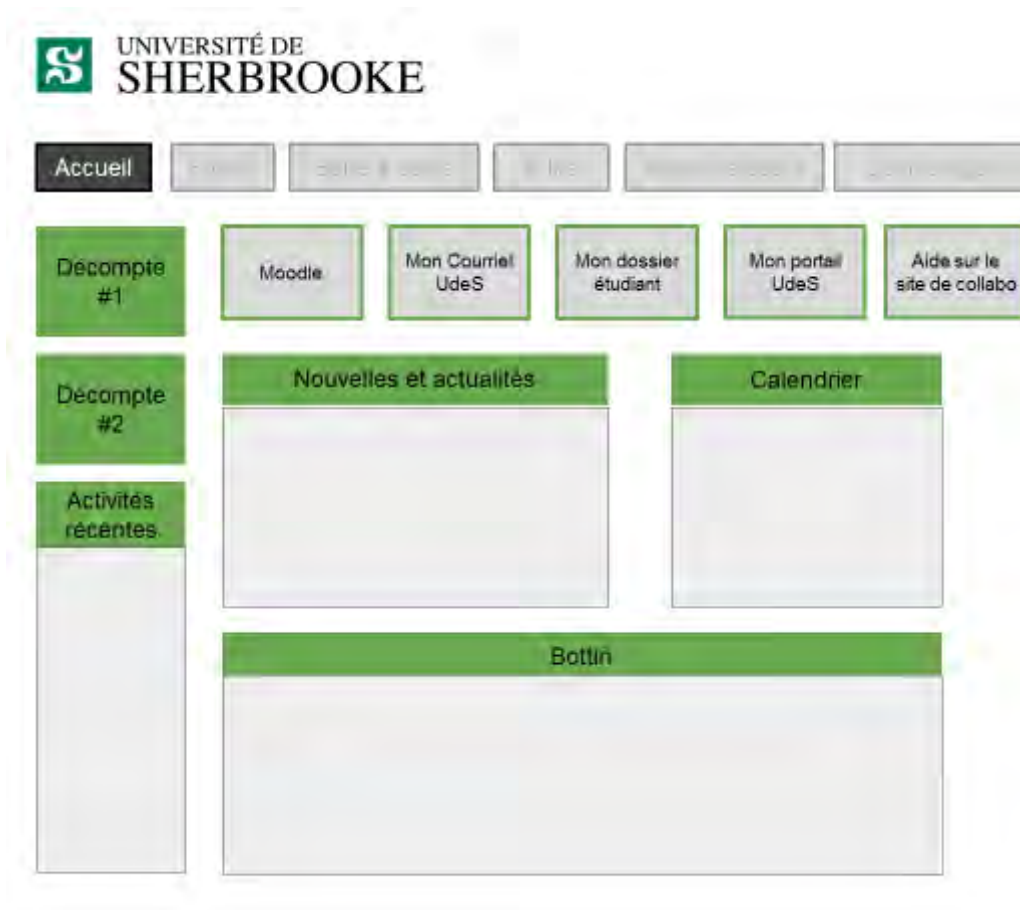 UNIVERSITÉ DE
SHERBROOKE
Accueil
Décompte
#1
Moodle
Mon Courriel
UdeS
Mon dossier
étudiant
Mon portail
UdeS
Aide sur le
site de collabo
Décompte
#2
Nouvelles et actualités
Calendrier
Activités
récentes
Bottin